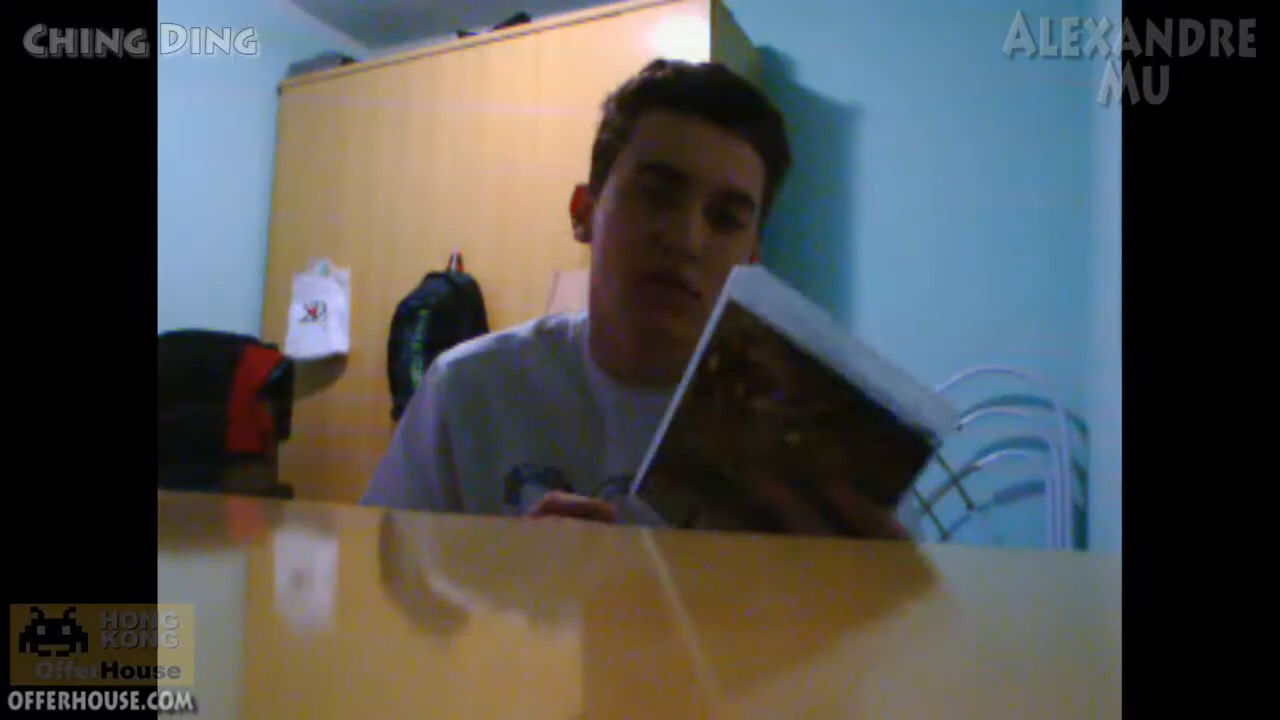 Ching Ding
Alexandre
Mu
HONG
KONG
OfferHouse
OFFERHOUSE.COM